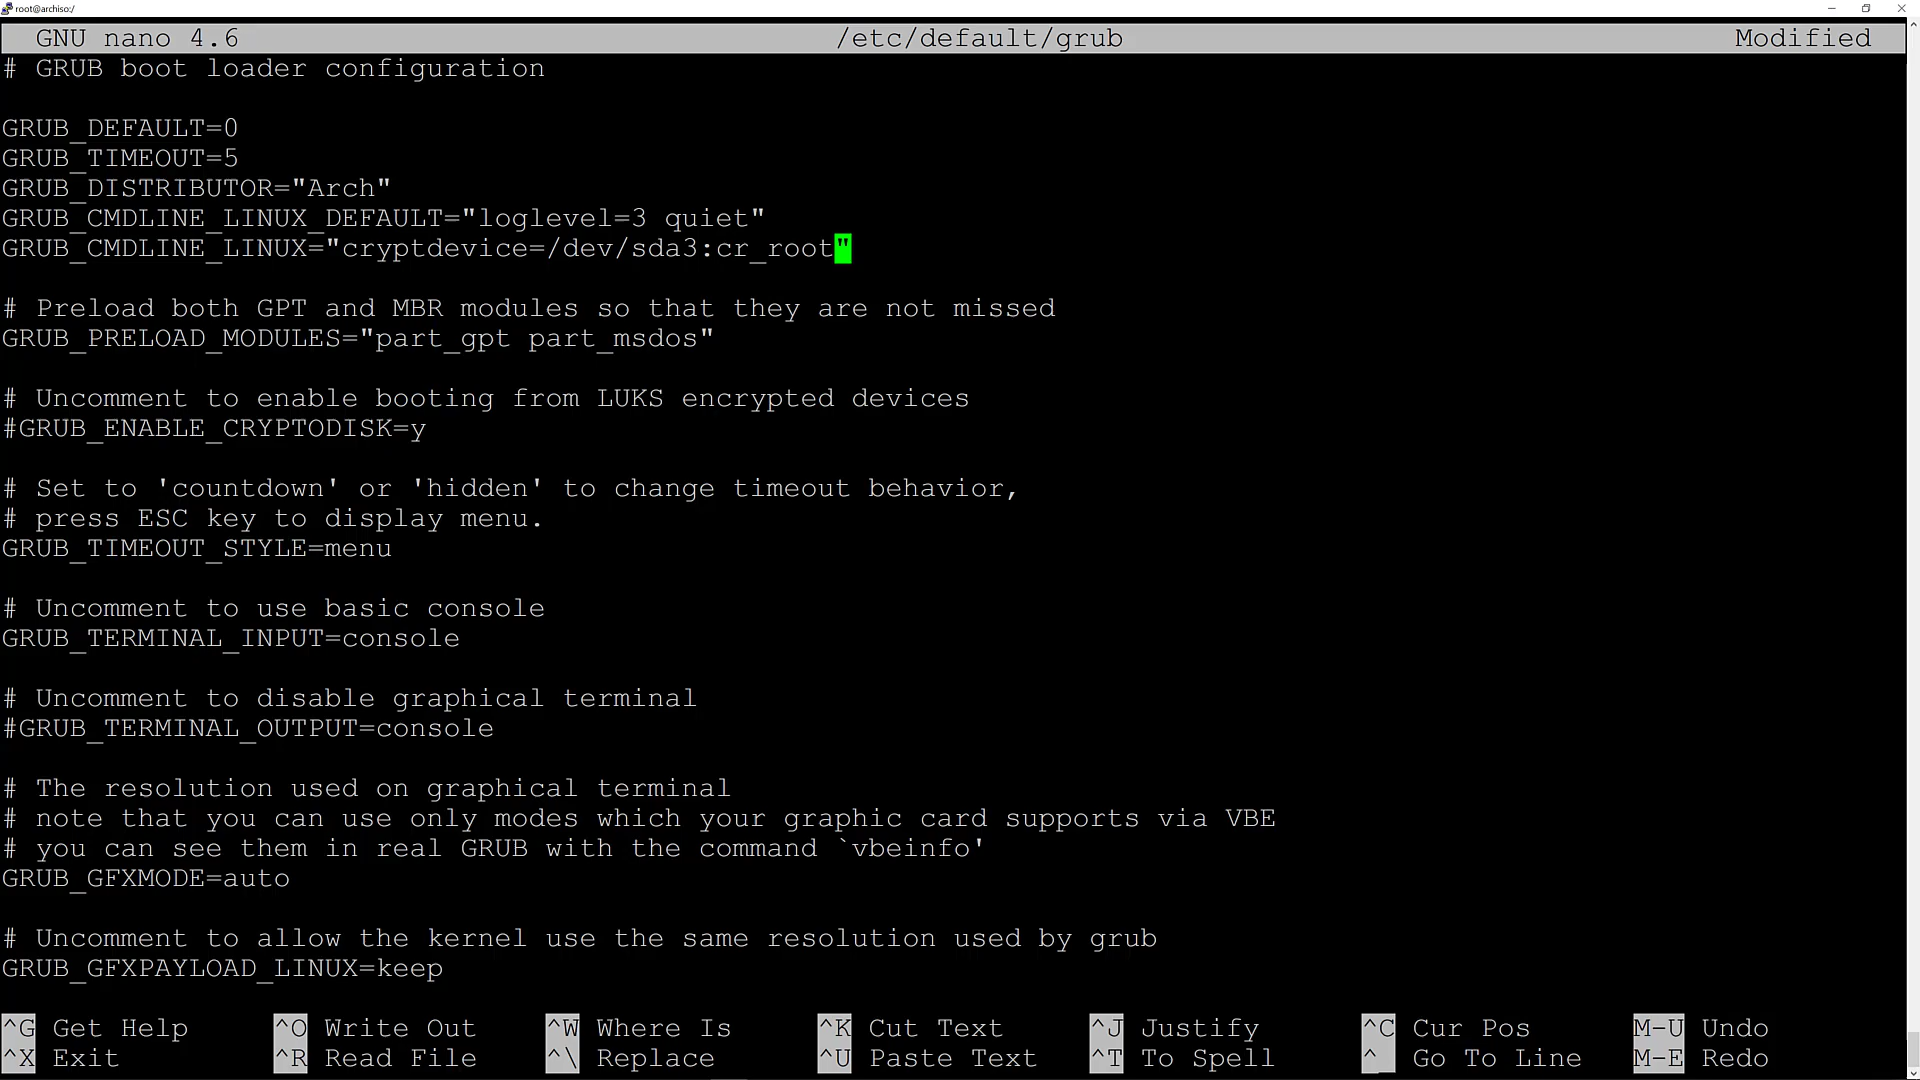 root@archiso:/
GNU nano 4.6 /etc/default/grub Modified
# GRUB boot loader configuration
GRUB_DEFAULT=0
GRUB_TIMEOUT=5
GRUB_DISTRIBUTOR="Arch"
GRUB_CMDLINE_LINUX_DEFAULT="loglevel=3 quiet"
GRUB_CMDLINE_LINUX="cryptdevice=/dev/sda3:cr_root"
# Preload both GPT and MBR modules so that they are not missed
GRUB_PRELOAD_MODULES="part_gpt part_msdos"
# Uncomment to enable booting from LUKS encrypted devices
#GRUB_ENABLE_CRYPTODISK=y
# Set to 'countdown' or 'hidden' to change timeout behavior,
# press ESC key to display menu.
GRUB_TIMEOUT_STYLE=menu
# Uncomment to use basic console
GRUB_TERMINAL_INPUT=console
# Uncomment to disable graphical terminal
#GRUB_TERMINAL_OUTPUT=console
# The resolution used on graphical terminal
# note that you can use only modes which your graphic card supports via VBE
# you can see them in real GRUB with the command `vbeinfo'
GRUB_GFXMODE=auto
# Uncomment to allow the kernel use the same resolution used by grub
GRUB_GFXPAYLOAD_LINUX=keep
^G Get Help ^O Write Out ^W Where Is ^K Cut Text ^J Justify ^C Cur Pos M-U Undo
^X Exit ^R Read File ^\ Replace ^U Paste Text ^T To Spell ^_ Go To Line M-E Redo